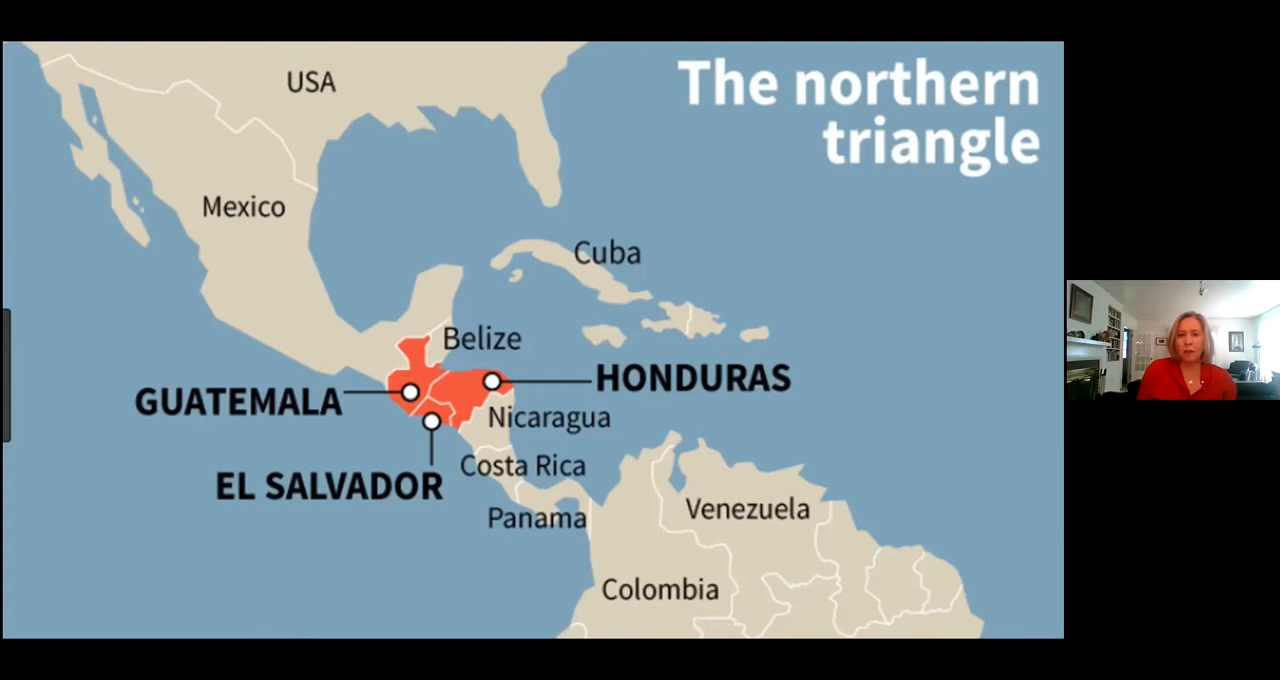 The northern
triangle
USA
Mexico
Cuba
Belize
HONDURAS
GUATEMALA
Nicaragua
Costa Rica
EL SALVADOR
Panama
Venezuela
Colombia